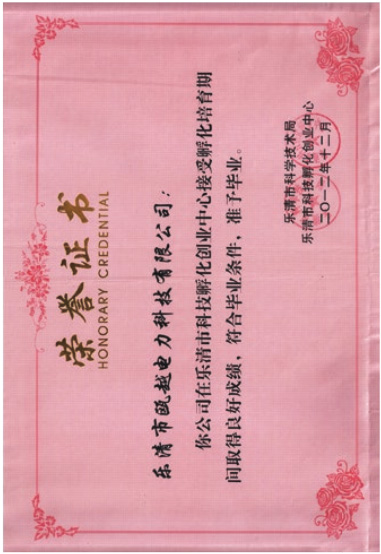 荣誉证书
HONORARY CREDENTIAL
乐清市瓯越电力科技有限公司：
你公司在乐清市科技孵化创业中心接受孵化培育期
间取得良好成绩，符合毕业条件，准予毕业。
乐清市科学技术局
乐清市科技孵化创业中心
二〇一二年十二月